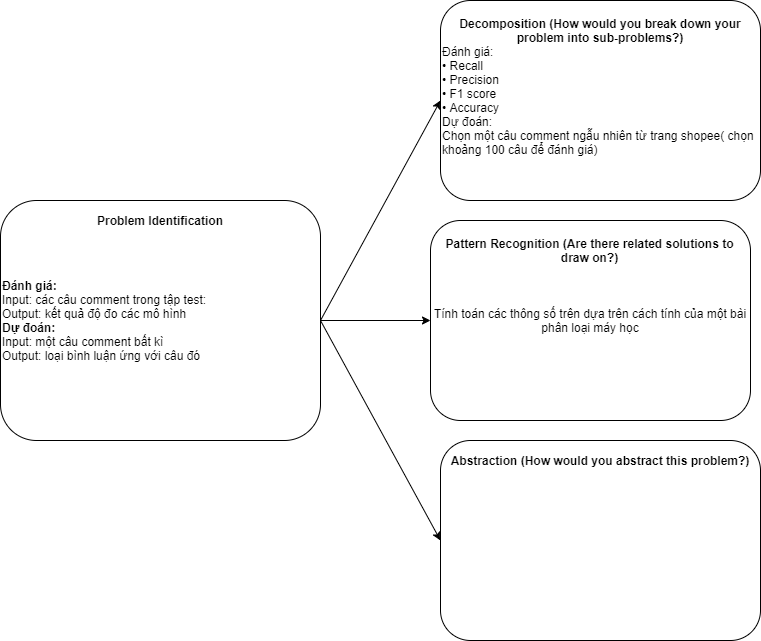 Problem Identification
Đánh giá:
Input: các câu comment trong tập test:
Output: kết quả độ đo các mô hình
Dự đoán:
Input: một câu comment bất kì
Output: loại bình luận ứng với câu đó
Decomposition (How would you break down your
problem into sub-problems?)
Đánh giá:
• Recall
• Precision
• F1 score
• Accuracy
Dự đoán:
Chọn một câu comment ngẫu nhiên từ trang shopee( chọn
khoảng 100 câu để đánh giá)
Pattern Recognition (Are there related solutions to
draw on?)
Tính toán các thông số trên dựa trên cách tính của một bài
phân loại máy học
Abstraction (How would you abstract this problem?)